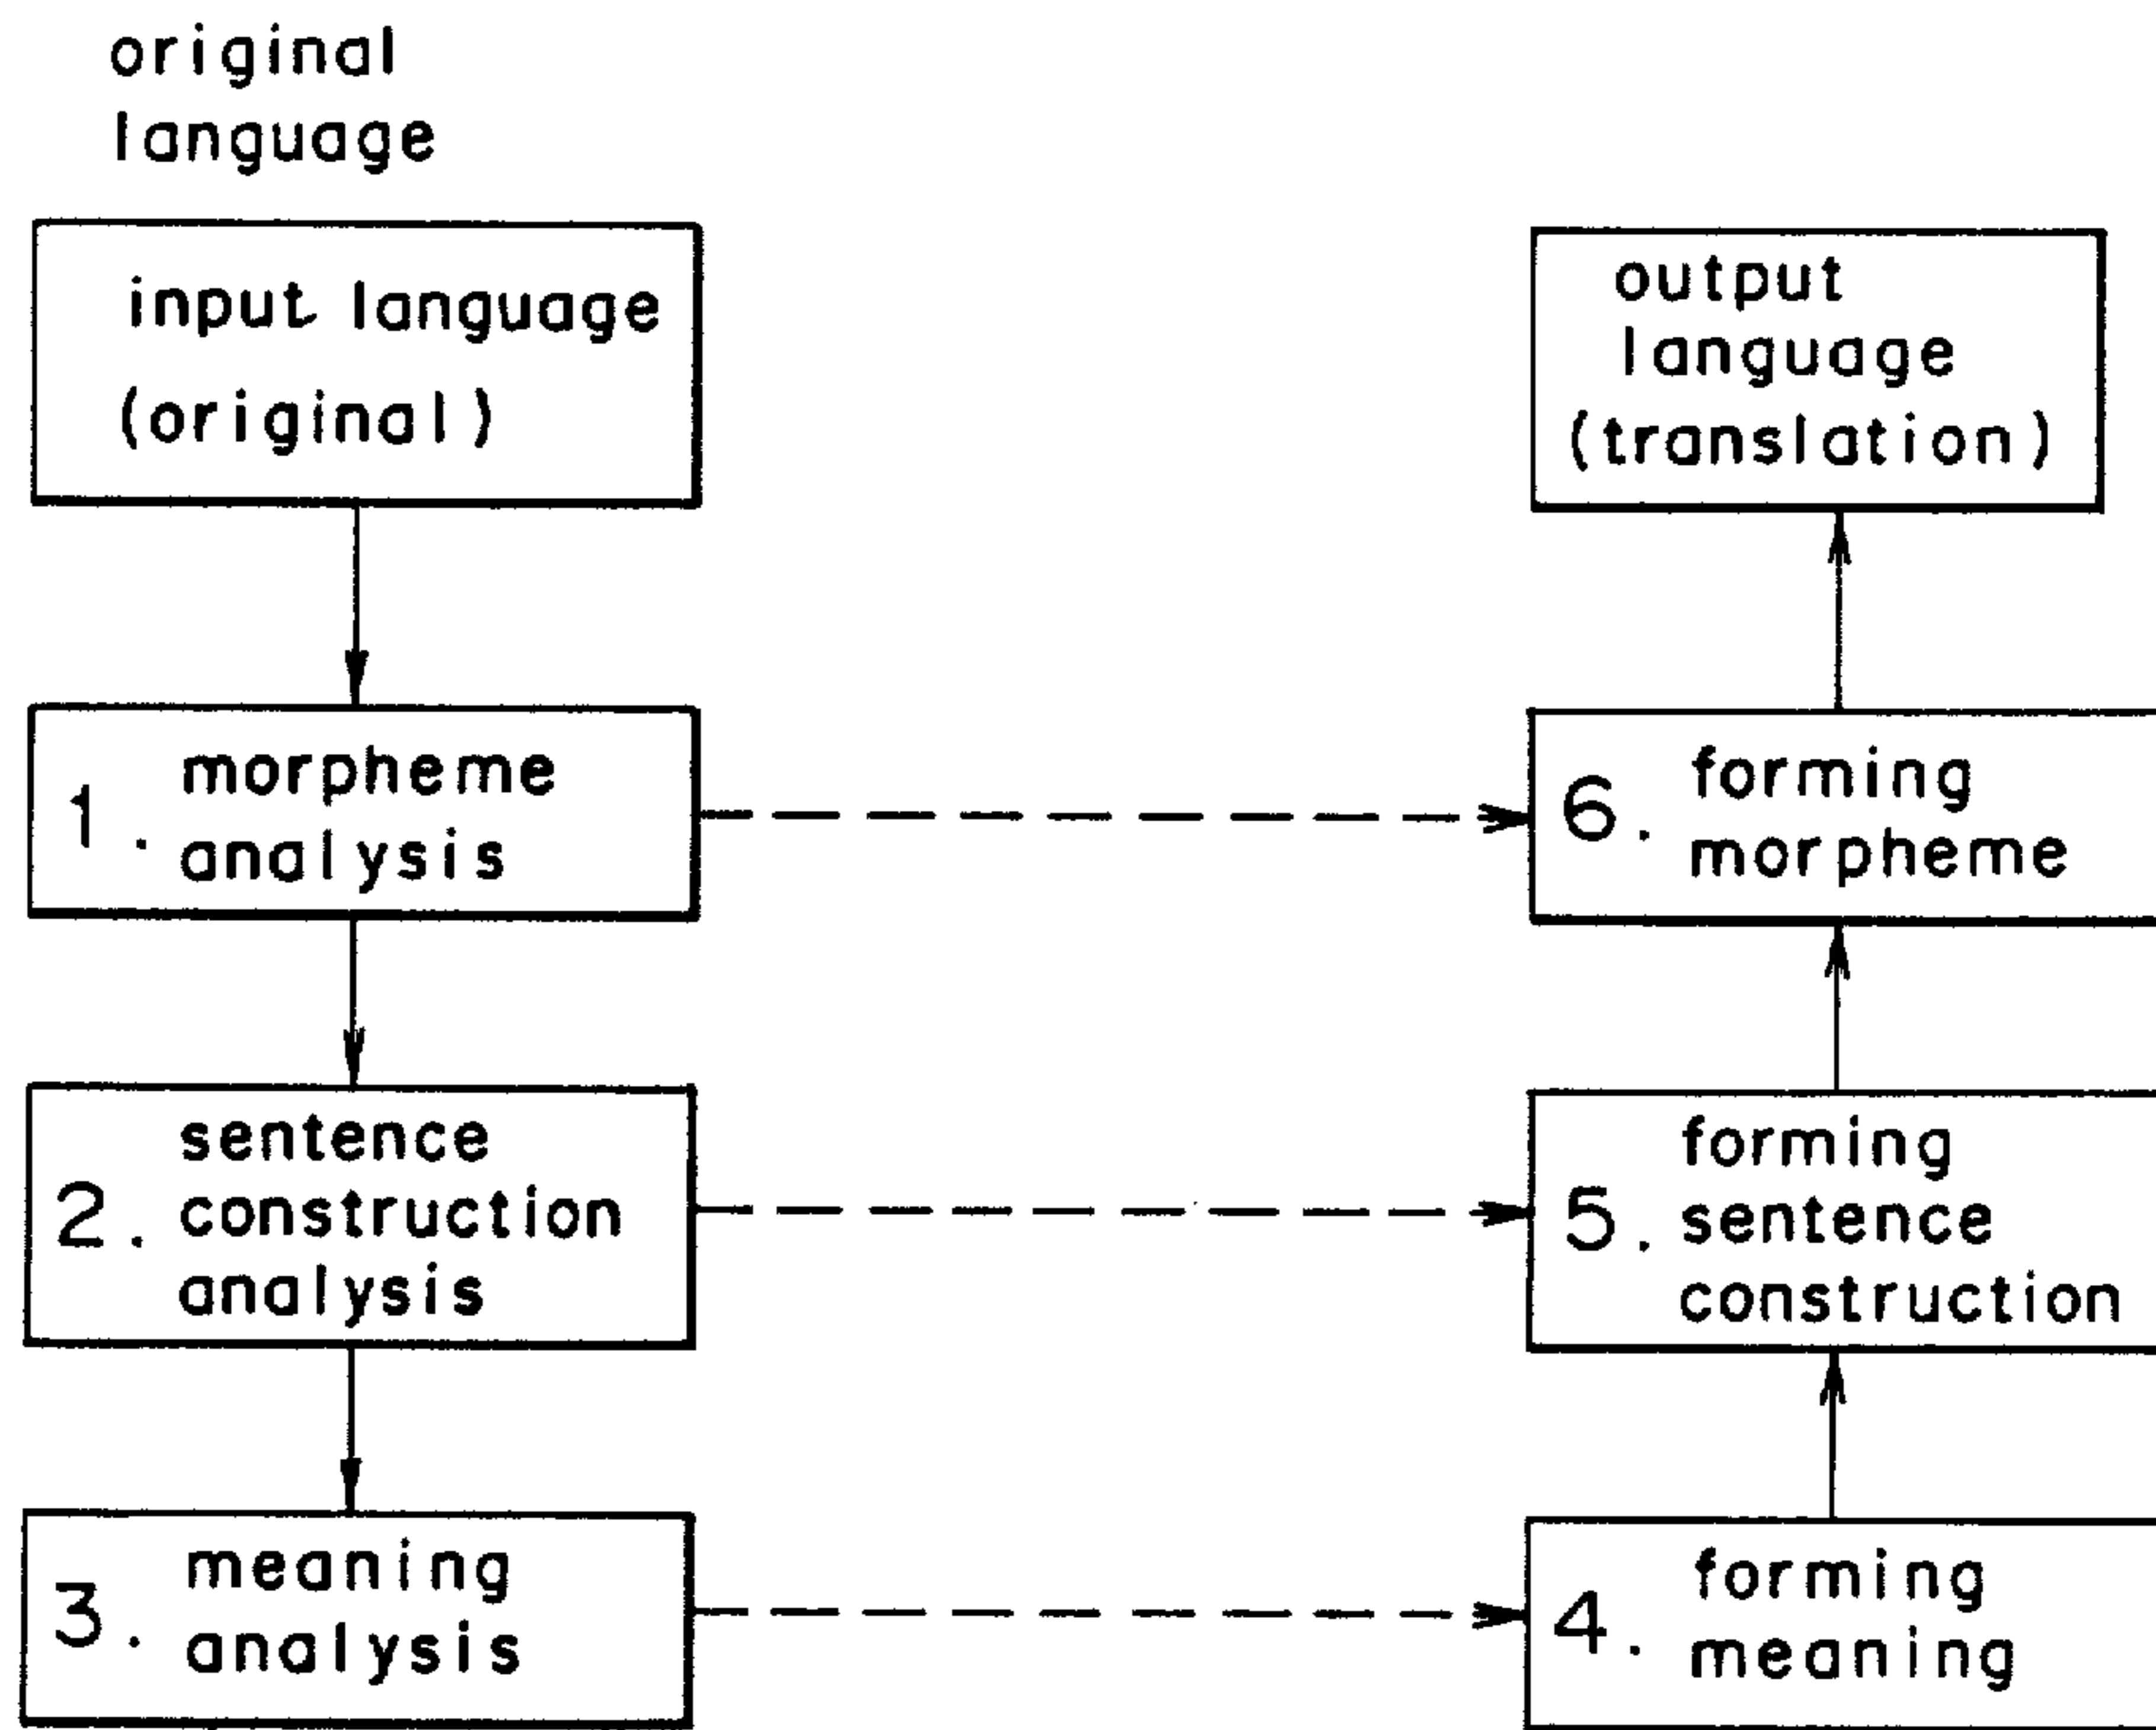 original
language
input language
(original)
1. morpheme
analysis
2. sentence
construction
analysis
3. meaning
analysis
output
language
(translation)
6. forming
morpheme
5. forming
sentence
construction
4. forming
meaning